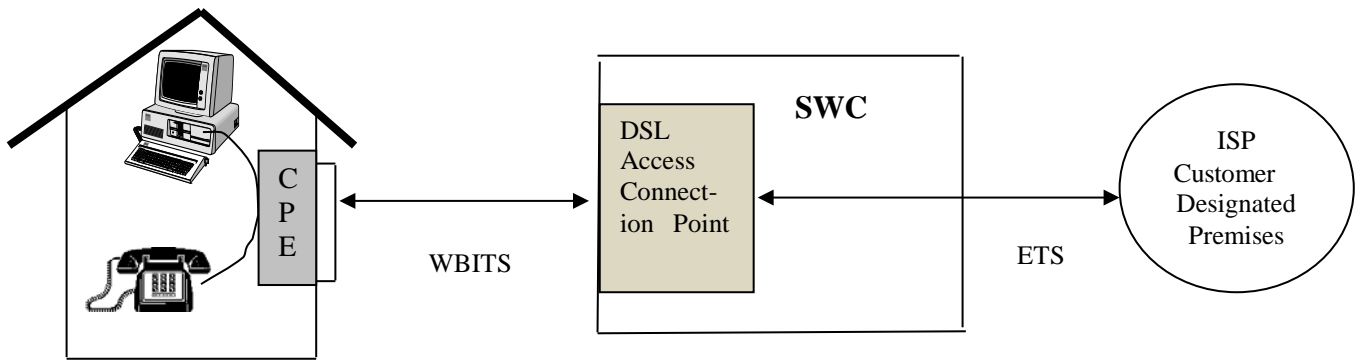 C
P
E
WBITS
SWC
DSL
Access
Connect-
ion Point
ETS
ISP
Customer
Designated
Premises